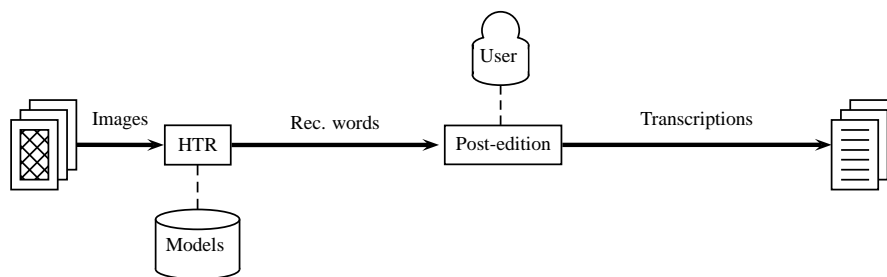 User
Images
Rec. words
Transcriptions
HTR
Post-edition
Models